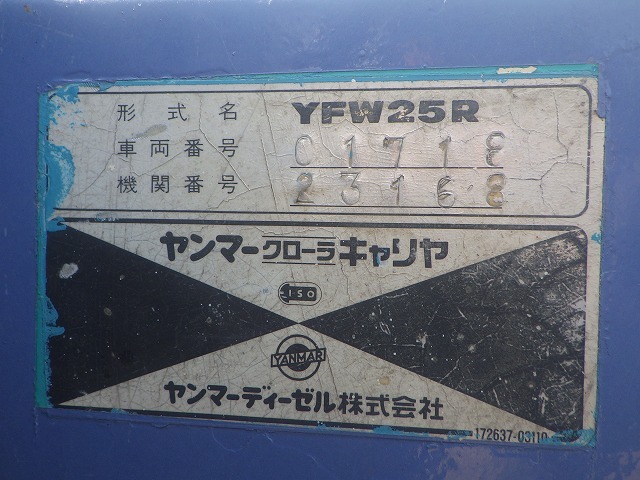 形式名 YFW25R
車両番号 C1718
機関番号 23168
ヤンマークローラキャリヤ
ISO
YANMAR
ヤンマーディーゼル株式会社
172637-03110